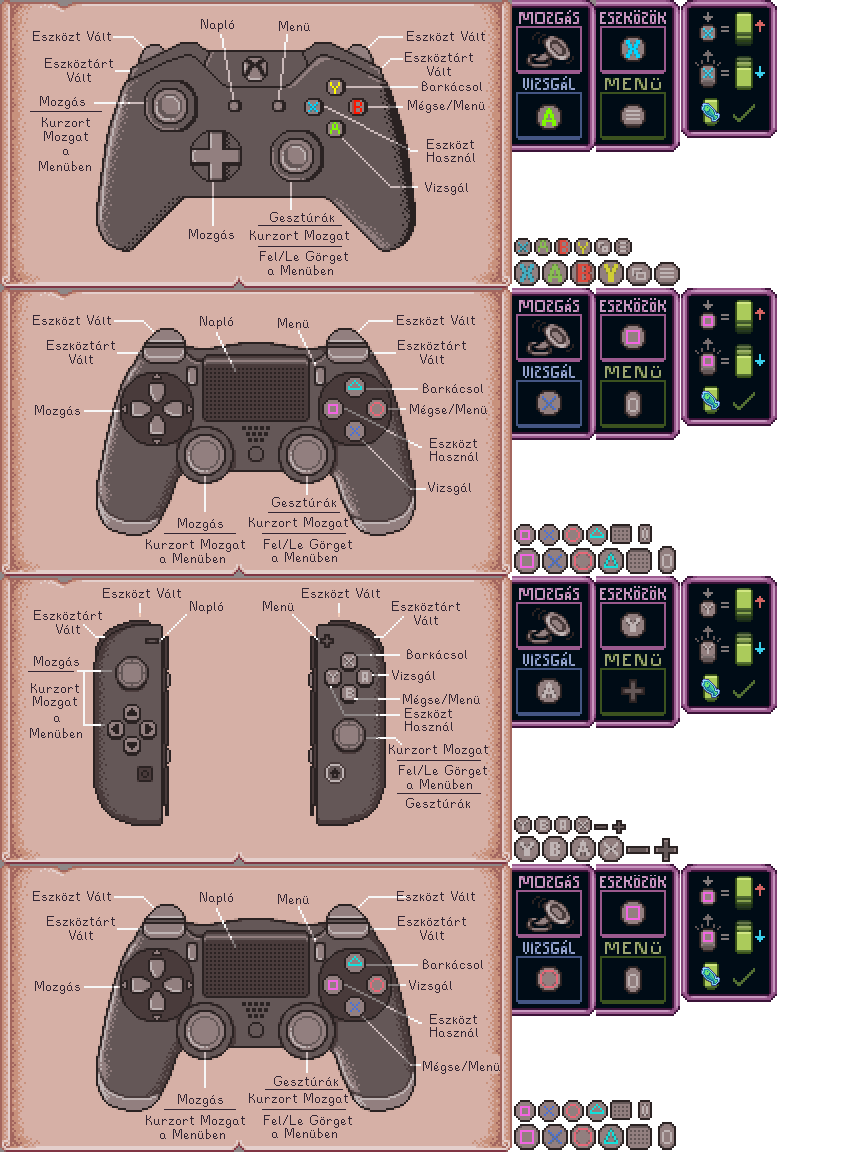 Napló
Menü
Eszközt Vált
Eszközt Vált
Eszköztárt
Vált
Eszköztárt
Vált
Y
Barkácsol
Mozgás
X
B
Mégse/Menü
Kurzort
Mozgat
a
Menüben
A
Eszközt
Használ
Vizsgál
Gesztúrák
Mozgás
Kurzort Mozgat
Fel/Le Görget
a Menüben
MOZGÁS
ESZKÖZÖK
X
X
X
VIZSGÁL
MENÜ
A
X A B Y
X A B Y
Eszközt Vált
Napló
Menü
Eszközt Vált
Eszköztárt
Vált
Eszköztárt
Vált
Barkácsol
Mozgás
Mégse/Menü
Eszközt
Használ
Vizsgál
Gesztúrák
Mozgás
Kurzort Mozgat
Kurzort Mozgat
a Menüben
Fel/Le Görget
a Menüben
MOZGÁS
ESZKÖZÖK
VIZSGÁL
MENÜ
Eszközt Vált
Eszközt Vált
Eszköztárt
Vált
Napló
Menü
Eszköztárt
Vált
Mozgás
X
Barkácsol
Y
A
Vizsgál
Kurzort
Mozgat
a
Menüben
B
Mégse/Menü
Eszközt
Használ
Kurzort Mozgat
Fel/Le Görget
a Menüben
Gesztúrák
MOZGÁS
ESZKÖZÖK
Y
Y
Y
VIZSGÁL
MENÜ
A
Y B A X
Y B A X
Eszközt Vált
Napló
Menü
Eszközt Vált
Eszköztárt
Vált
Eszköztárt
Vált
Barkácsol
Mozgás
Vizsgál
Eszközt
Használ
Mégse/Menü
Gesztúrák
Mozgás
Kurzort Mozgat
Kurzort Mozgat
a Menüben
Fel/Le Görget
a Menüben
MOZGÁS
ESZKÖZÖK
VIZSGÁL
MENÜ